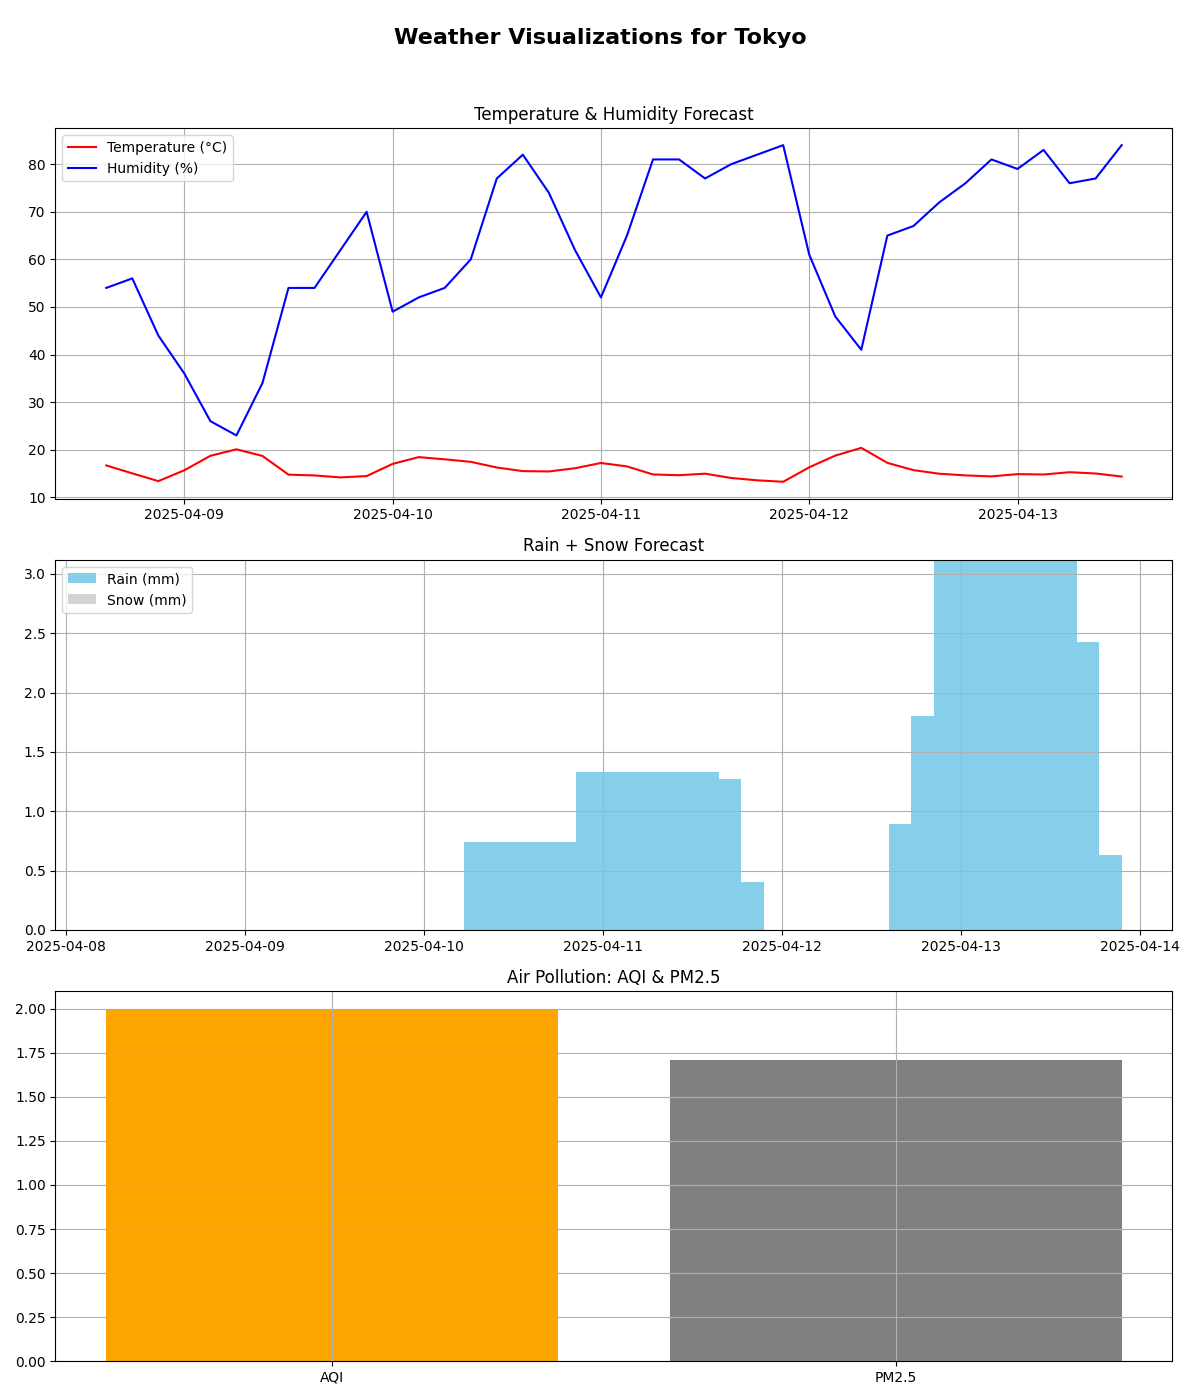 Weather Visualizations for Tokyo
Temperature & Humidity Forecast
Temperature (°C)
Humidity (%)
80
70
60
50
40
30
20
10
2025-04-09 2025-04-10 2025-04-11 2025-04-12 2025-04-13
Rain + Snow Forecast
Rain (mm)
Snow (mm)
3.0
2.5
2.0
1.5
1.0
0.5
0.0
2025-04-08 2025-04-09 2025-04-10 2025-04-11 2025-04-12 2025-04-13 2025-04-14
Air Pollution: AQI & PM2.5
2.00
1.75
1.50
1.25
1.00
0.75
0.50
0.25
0.00
AQI PM2.5